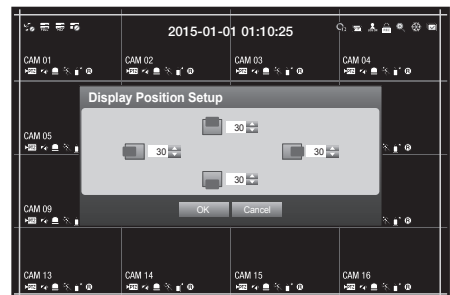 2015-01-01 01:10:25
CAM 01 CAM 02 CAM 03 CAM 04
Display Position Setup
30
CAM 05
30 30
30
CAM 09
OK Cancel
CAM 13 CAM 14 CAM 15 CAM 16